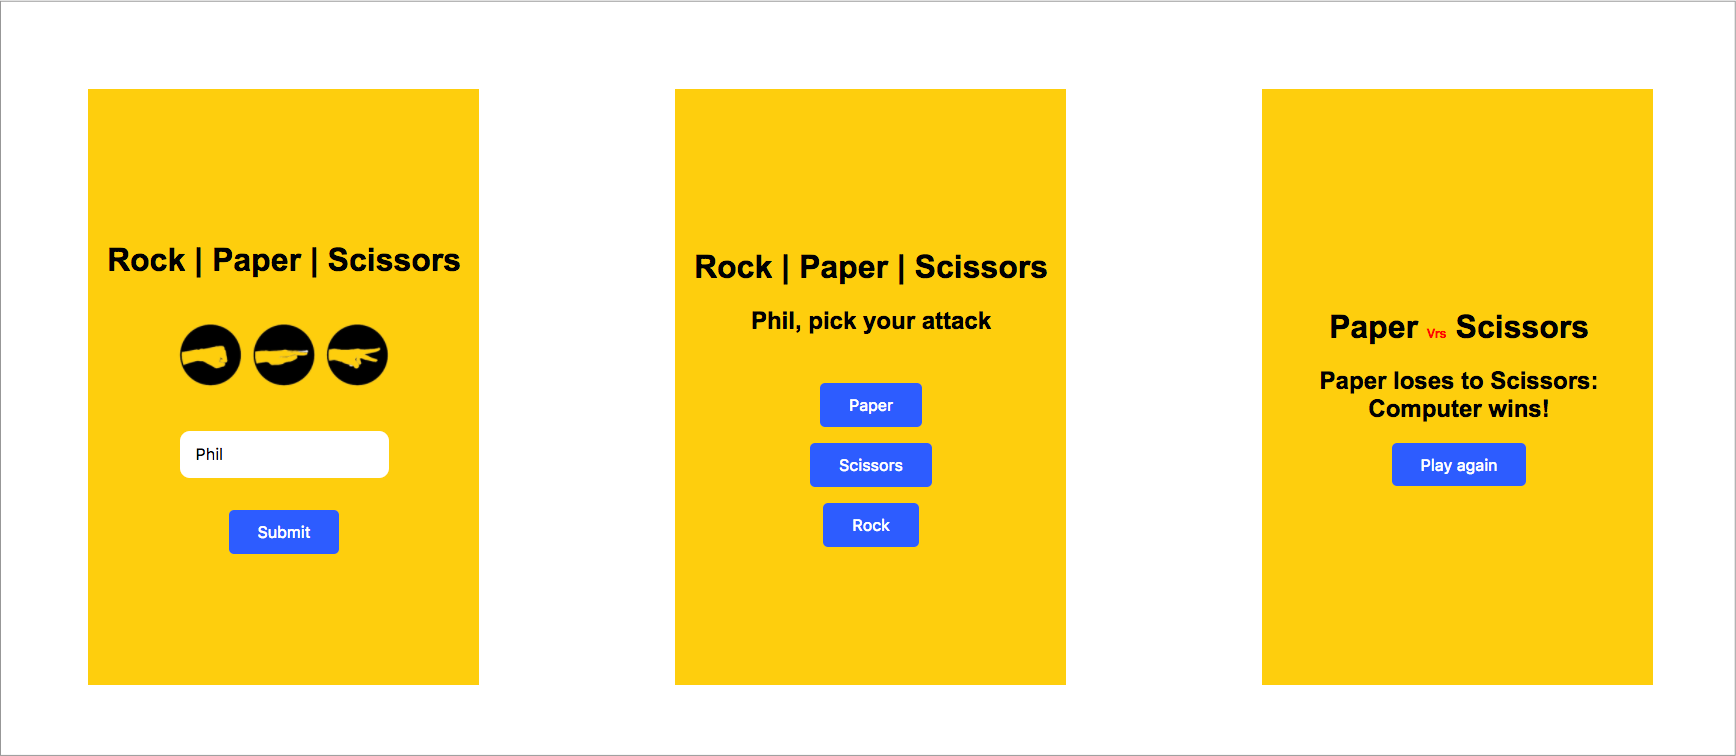 Rock | Paper | Scissors
Phil
Submit
Rock | Paper | Scissors
Phil, pick your attack
Paper
Scissors
Rock
Paper Vrs Scissors
Paper loses to Scissors:
Computer wins!
Play again